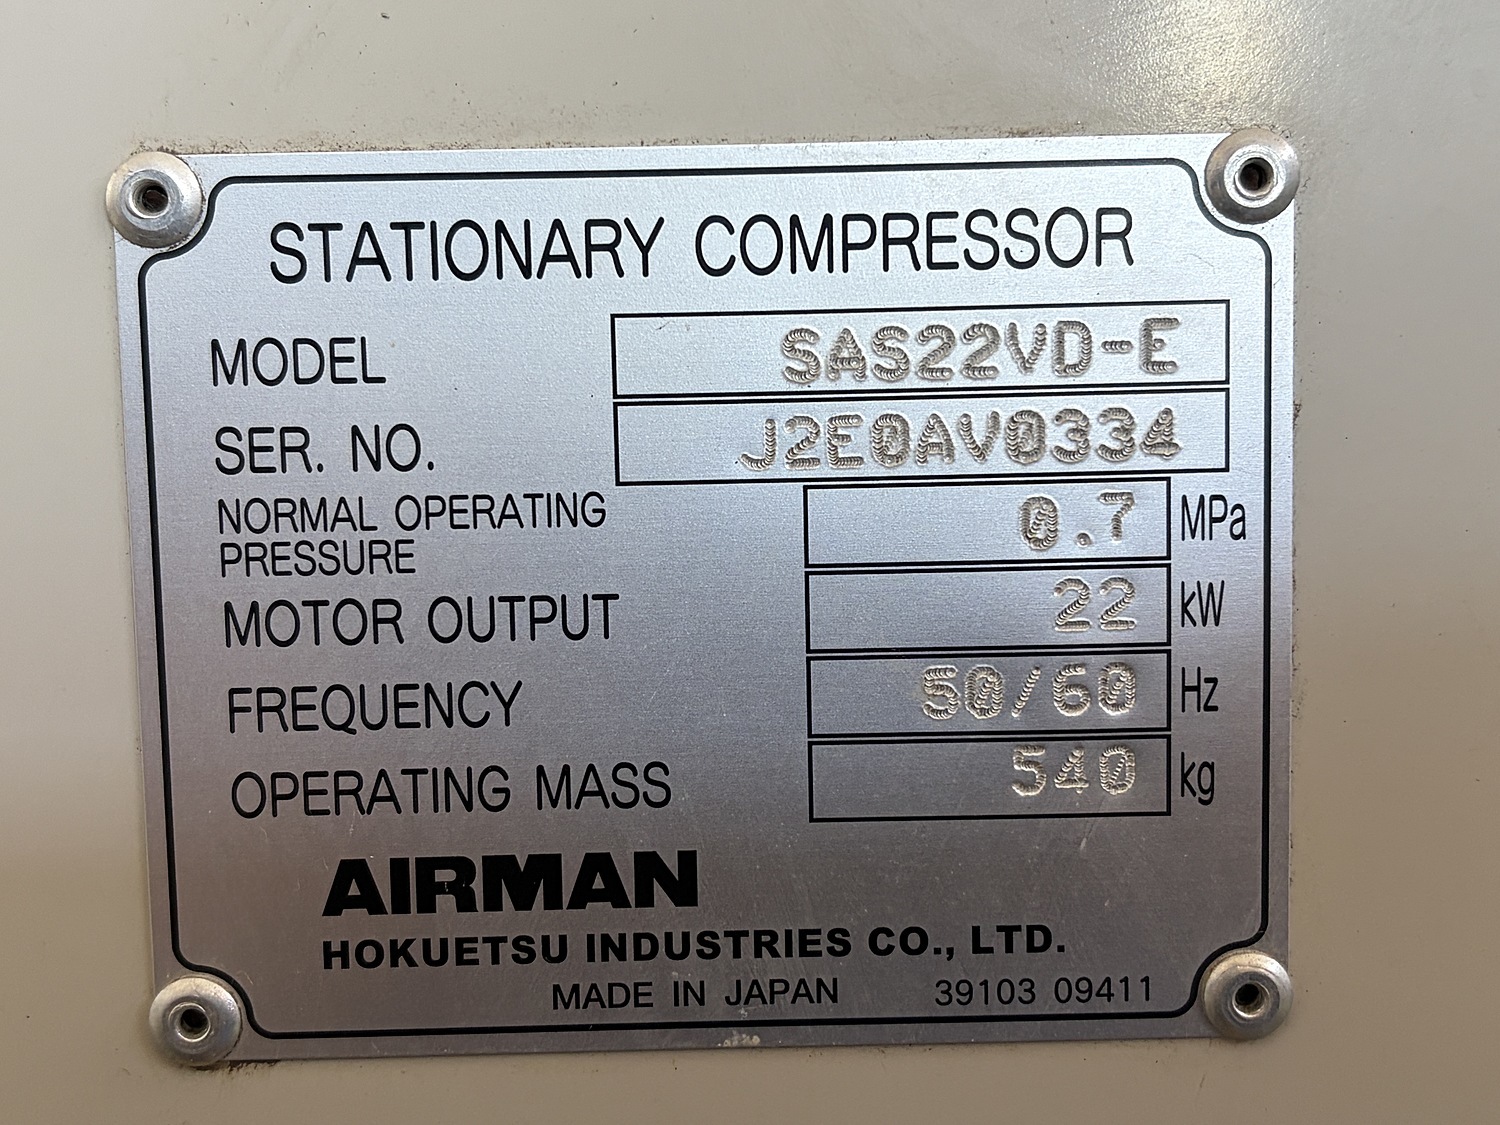 STATIONARY COMPRESSOR
MODEL SAS22VD-E
SER. NO. J2E0AV0334
NORMAL OPERATING
PRESSURE 0.7 MPa
MOTOR OUTPUT 22 kW
FREQUENCY 50/60 Hz
OPERATING MASS 540 kg
AIRMAN
HOKUETSU INDUSTRIES CO., LTD.
MADE IN JAPAN 39103 09411